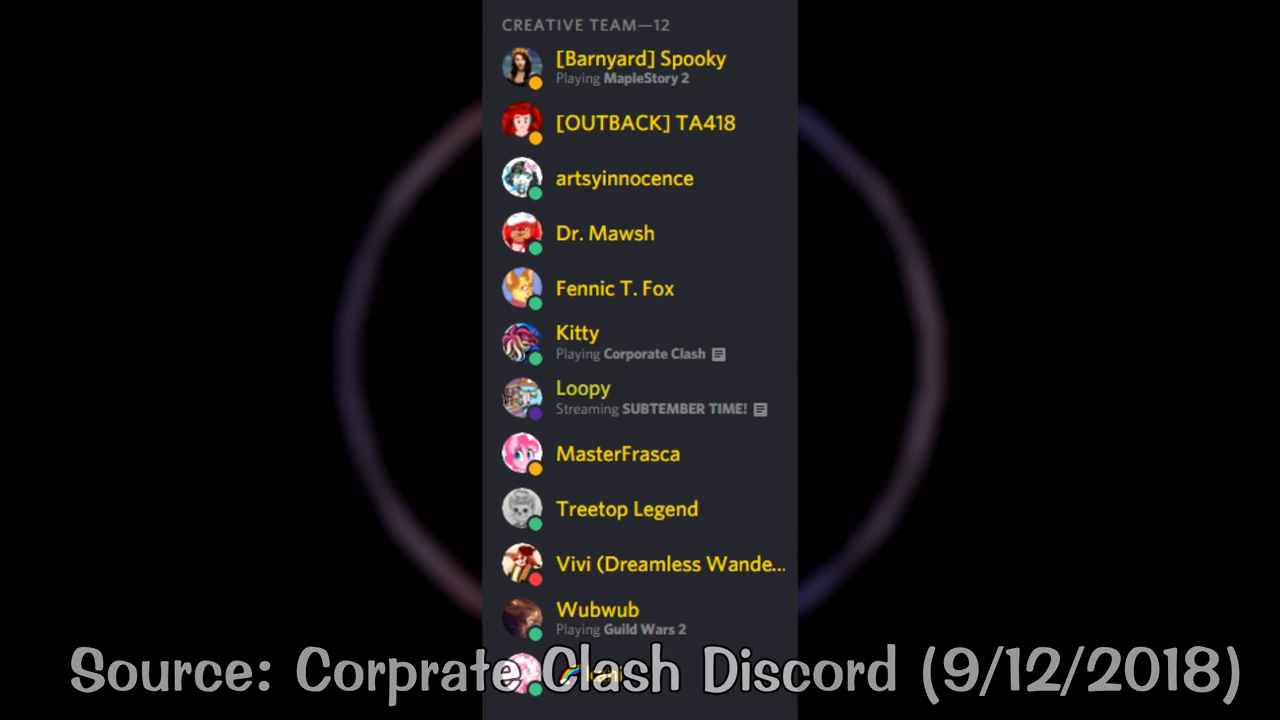 CREATIVE TEAM—12
[Barnyard] Spooky
Playing MapleStory 2
[OUTBACK] TA418
artsyinnocence
Dr. Mawsh
Fennic T. Fox
Kitty
Playing Corporate Clash
Loopy
Streaming SUBTEMBER TIME!
MasterFrasca
Treetop Legend
Vivi (Dreamless Wande...
Wubwub
Playing Guild Wars 2
Source: Corprate Clash Discord (9/12/2018)